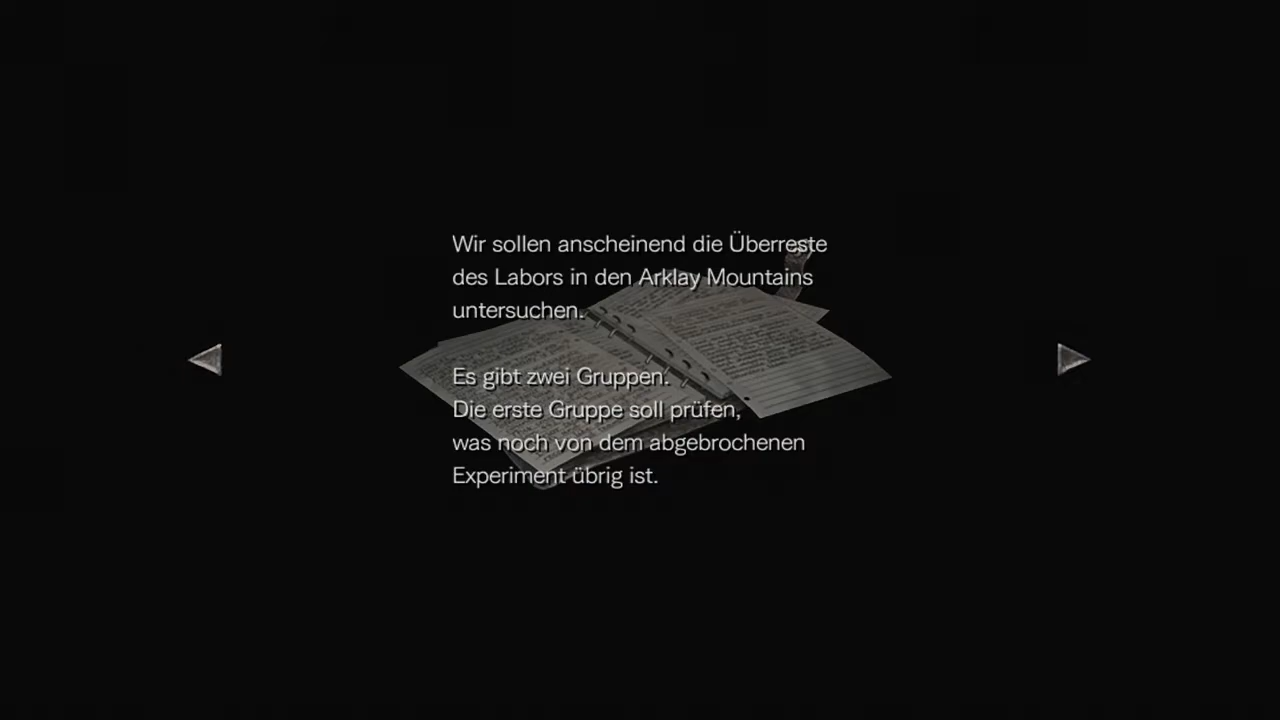 Wir sollen anscheinend die Überreste
des Labors in den Arklay Mountains
untersuchen.
Es gibt zwei Gruppen.
Die erste Gruppe soll prüfen,
was noch von dem abgebrochenen
Experiment übrig ist.